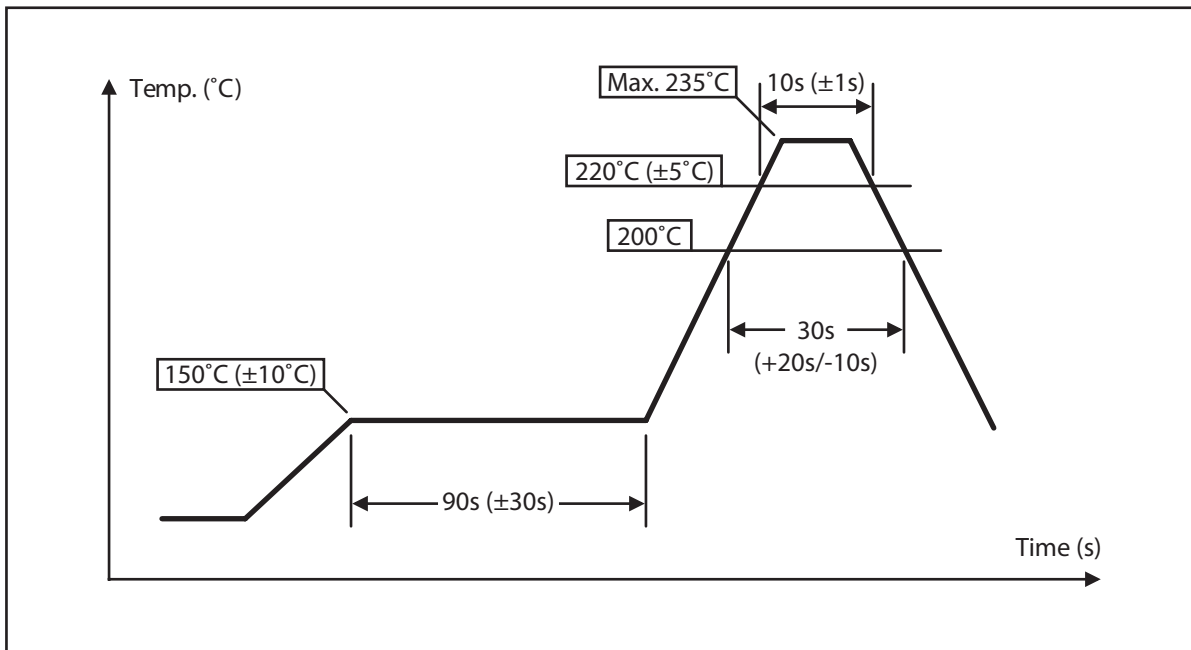 Temp. (˚C)
Max. 235˚C
10s (±1s)
220˚C (±5˚C)
200˚C
30s
(+20s/-10s)
150˚C (±10˚C)
90s (±30s)
Time (s)